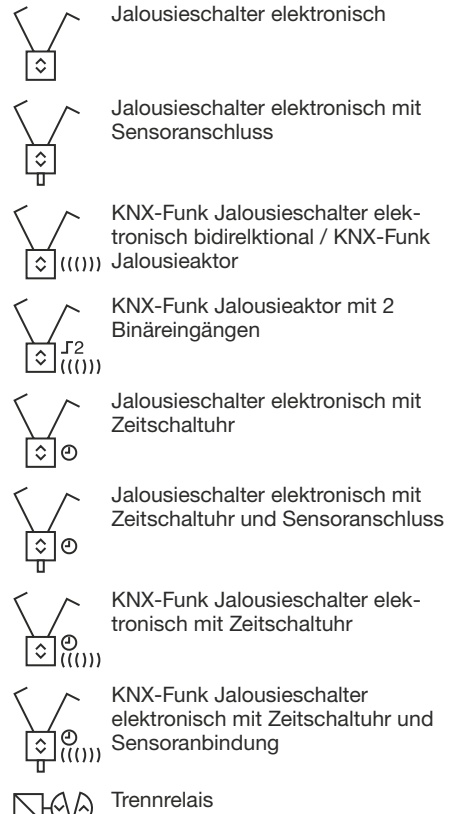 Jalousieschalter elektronisch
Jalousieschalter elektronisch mit
Sensoranschluss
KNX-Funk Jalousieschalter elek-
tronisch bidirelktional / KNX-Funk
Jalousieaktor
KNX-Funk Jalousieaktor mit 2
Binäreingängen
2
Jalousieschalter elektronisch mit
Zeitschaltuhr
Jalousieschalter elektronisch mit
Zeitschaltuhr und Sensoranschluss
KNX-Funk Jalousieschalter elek-
tronisch mit Zeitschaltuhr
KNX-Funk Jalousieschalter
elektronisch mit Zeitschaltuhr und
Sensoranbindung
Trennrelais